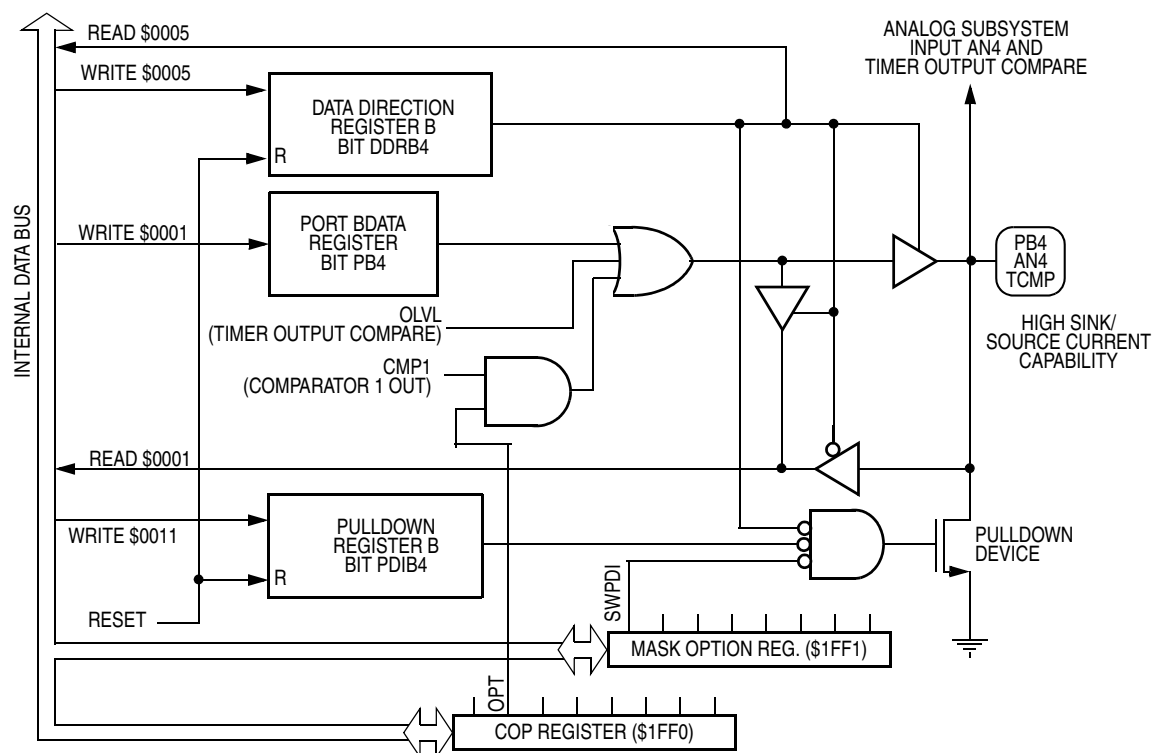 READ $0005
WRITE $0005
DATA DIRECTION
REGISTER B
BIT DDRB4
R
ANALOG SUBSYSTEM
INPUT AN4 AND
TIMER OUTPUT COMPARE
INTERNAL DATA BUS
WRITE $0001
PORT BDATA
REGISTER
BIT PB4
PB4
AN4
TCMP
OLVL
(TIMER OUTPUT COMPARE)
HIGH SINK/
SOURCE CURRENT
CAPABILITY
CMP1
(COMPARATOR 1 OUT)
READ $0001
WRITE $0011
PULLDOWN
REGISTER B
BIT PDIB4
R
PULLDOWN
DEVICE
SWPDI
RESET
MASK OPTION REG. ($1FF1)
OPT
COP REGISTER ($1FF0)